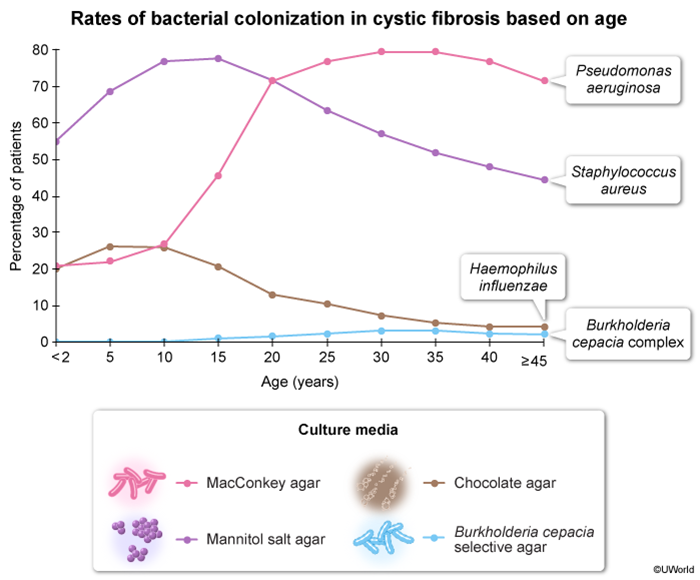 Rates of bacterial colonization in cystic fibrosis based on age
Percentage of patients
80
70
60
50
40
30
20
10
0
<2
5
10
15
20
25
30
35
40
≥45
Age (years)
Pseudomonas
aeruginosa
Staphylococcus
aureus
Haemophilus
influenzae
Burkholderia
cepacia complex
Culture media
MacConkey agar
Chocolate agar
Mannitol salt agar
Burkholderia cepacia
selective agar
©UWorld